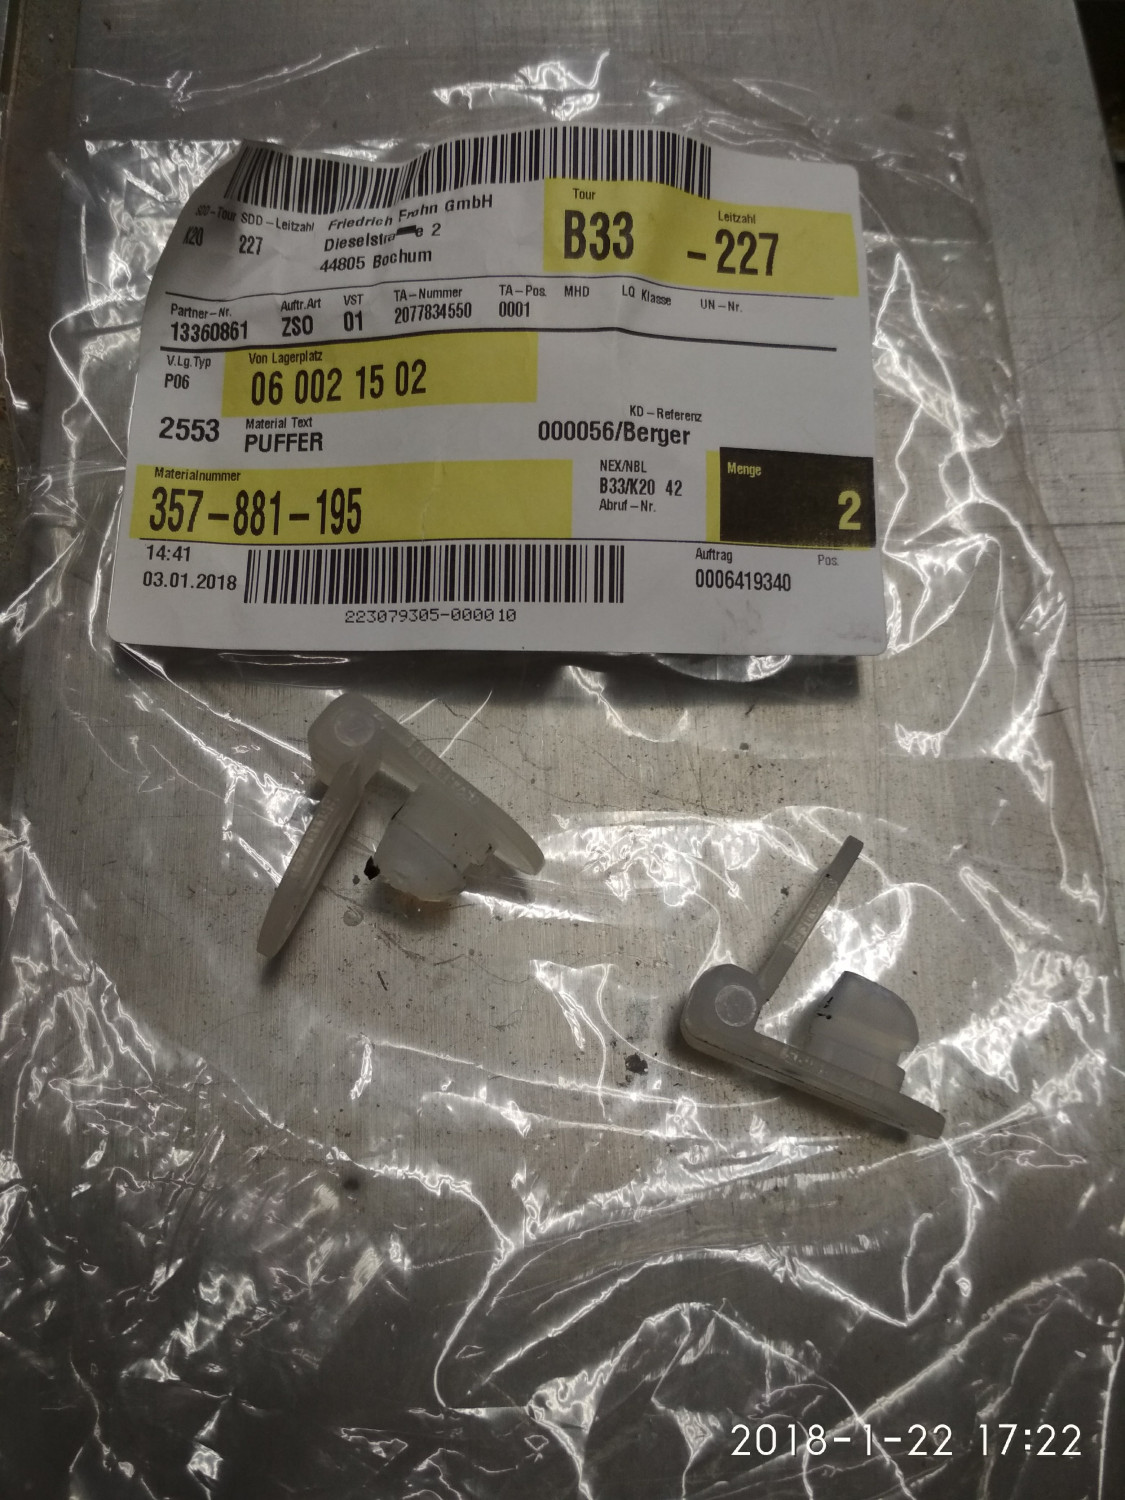 SDD-Tour SDD-Leitzahl Friedrich Frohn GmbH Tour Leitzahl
K20 227 Dieselstra e 2 B33 -227
44805 Bochum
Partner-Nr. Auftr.Art VST TA-Nummer TA-Pos. MHD LQ Klasse UN-Nr.
13360861 ZSO 01 2077834550 0001
V.Lg.Typ Von Lagerplatz
P06 06 002 15 02
2553 Material Text KD-Referenz
PUFFER 000056/Berger
Materialnummer NEX/NBL Menge
357-881-195 B33/K20 42 2
Abruf-Nr.
14:41 Auftrag Pos.
03.01.2018 0006419340
223079305-000010
2018-1-22 17:22